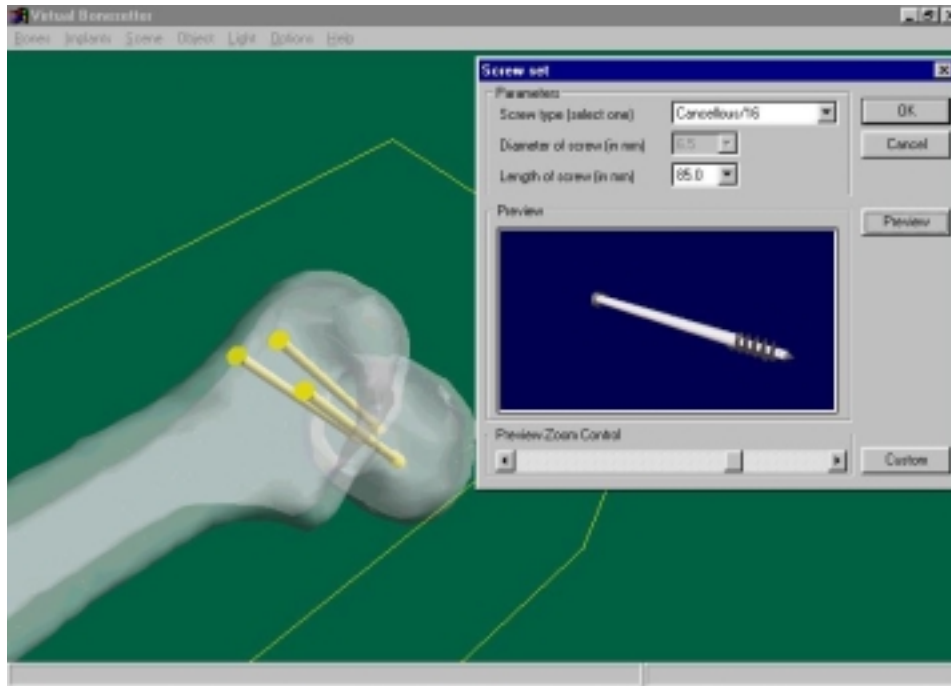 Virtual Bonesetter
Bones Implants Scene Object Light Options Help
Screw set
Parameters
Screw type (select one) Cancellous/16
Diameter of screw (in mm) 6.5
Length of screw (in mm) 85.0
OK
Cancel
Preview
Preview
Preview Zoom Control
Custom